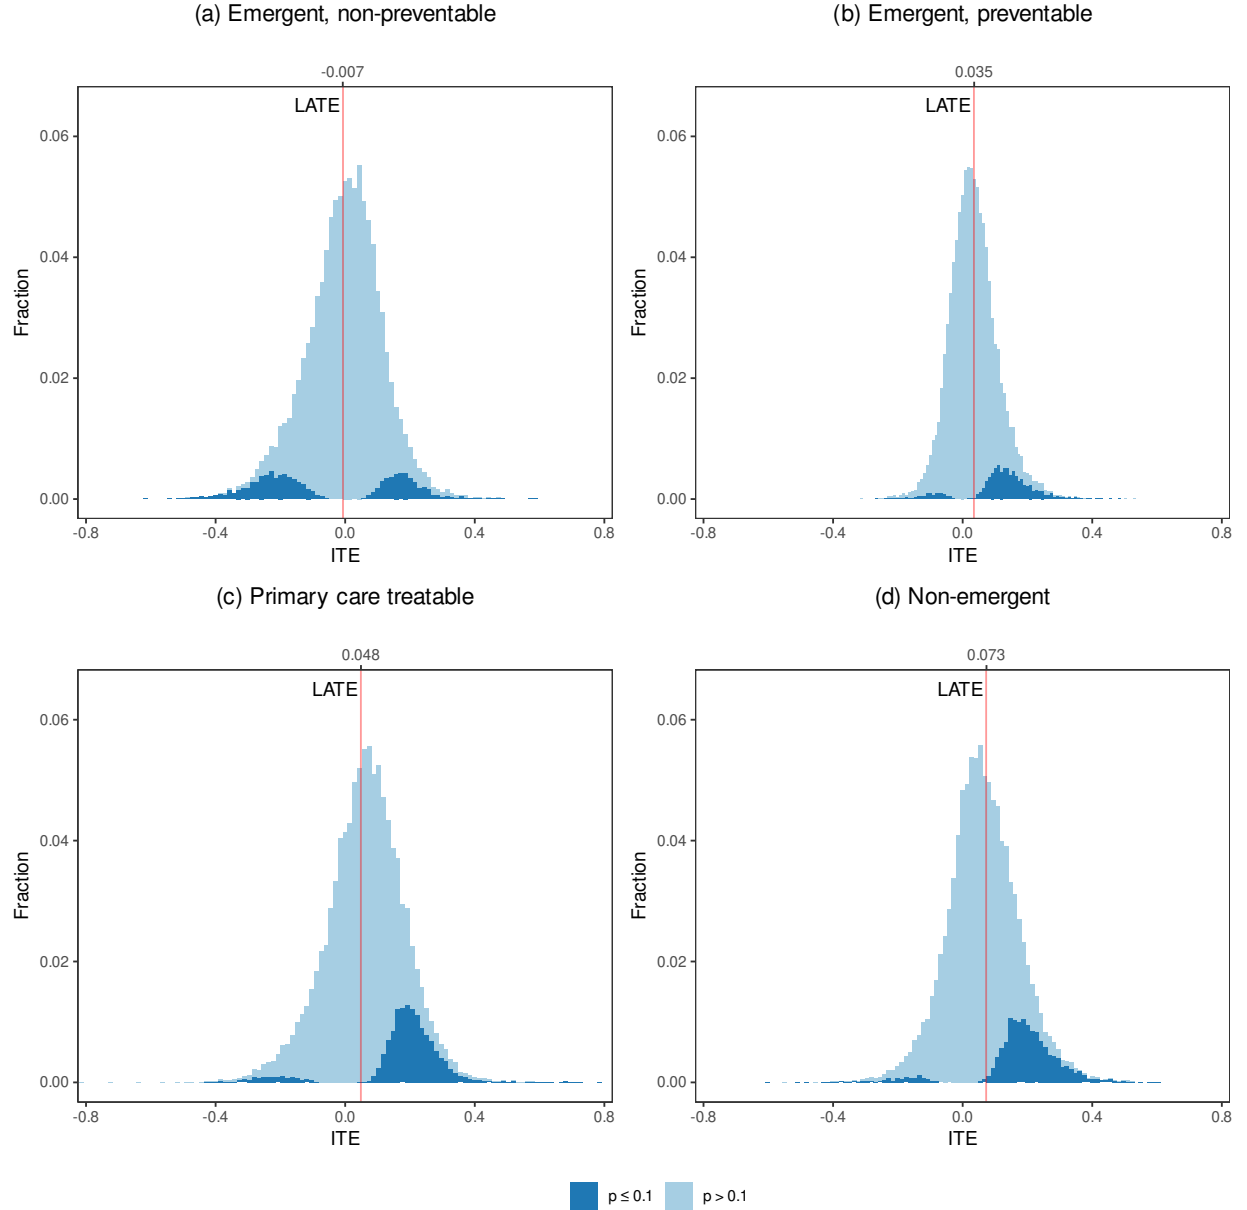 (a) Emergent, non-preventable
(b) Emergent, preventable
-0.007
0.035
LATE
LATE
0.06
0.04
0.02
0.00
Fraction
-0.8 -0.4 0.0 0.4 0.8
ITE
0.06
0.04
0.02
0.00
Fraction
-0.8 -0.4 0.0 0.4 0.8
ITE
(c) Primary care treatable
(d) Non-emergent
0.048
0.073
LATE
LATE
0.06
0.04
0.02
0.00
Fraction
-0.8 -0.4 0.0 0.4 0.8
ITE
0.06
0.04
0.02
0.00
Fraction
-0.8 -0.4 0.0 0.4 0.8
ITE
p ≤ 0.1 p > 0.1